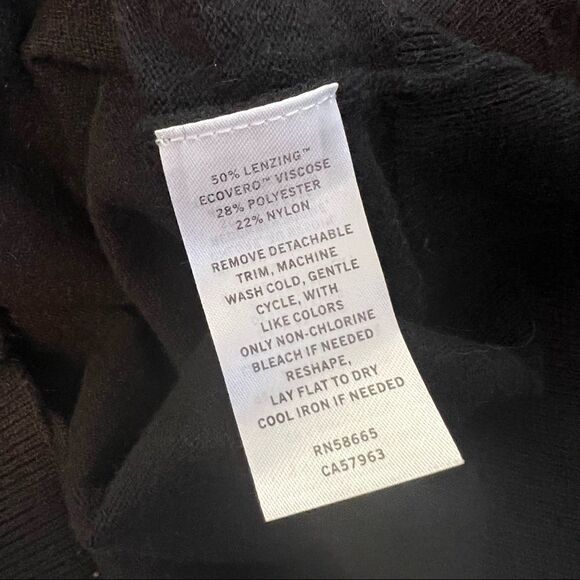 50% LENZING™
ECOVERO™ VISCOSE
28% POLYESTER
22% NYLON
REMOVE DETACHABLE
TRIM, MACHINE
WASH COLD, GENTLE
CYCLE, WITH
LIKE COLORS
ONLY NON-CHLORINE
BLEACH IF NEEDED
RESHAPE,
LAY FLAT TO DRY
COOL IRON IF NEEDED
RN58665
CA57963